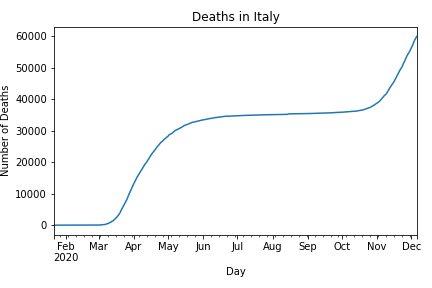 Deaths in Italy
60000
50000
40000
30000
20000
10000
0
Number of Deaths
Feb Mar Apr May Jun Jul Aug Sep Oct Nov Dec
2020
Day